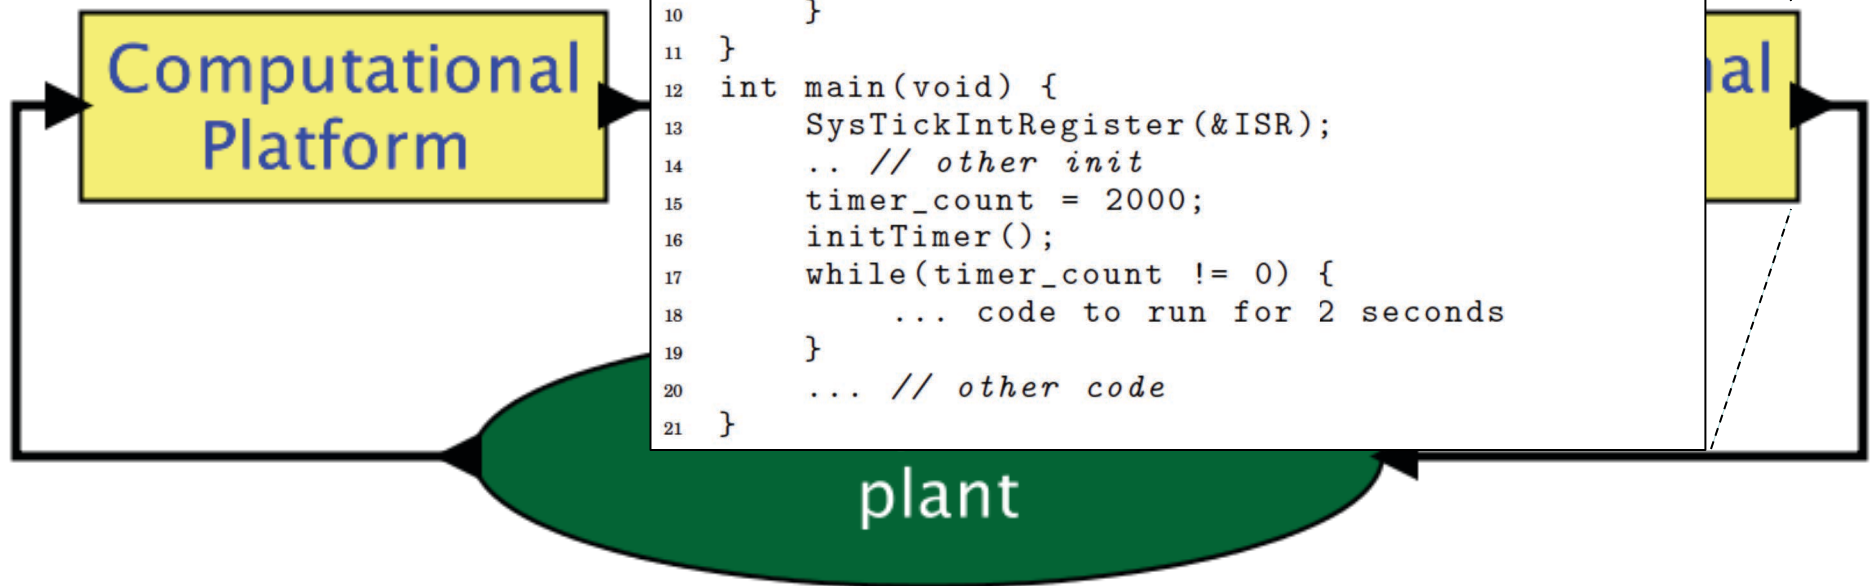 Computational
Platform
10 }
11 }
12 int main(void) {
13 SysTickIntRegister(&ISR);
14 .. // other init
15 timer_count = 2000;
16 initTimer();
17 while(timer_count != 0) {
18 ... code to run for 2 seconds
19 }
20 ... // other code
21 }
nal
plant